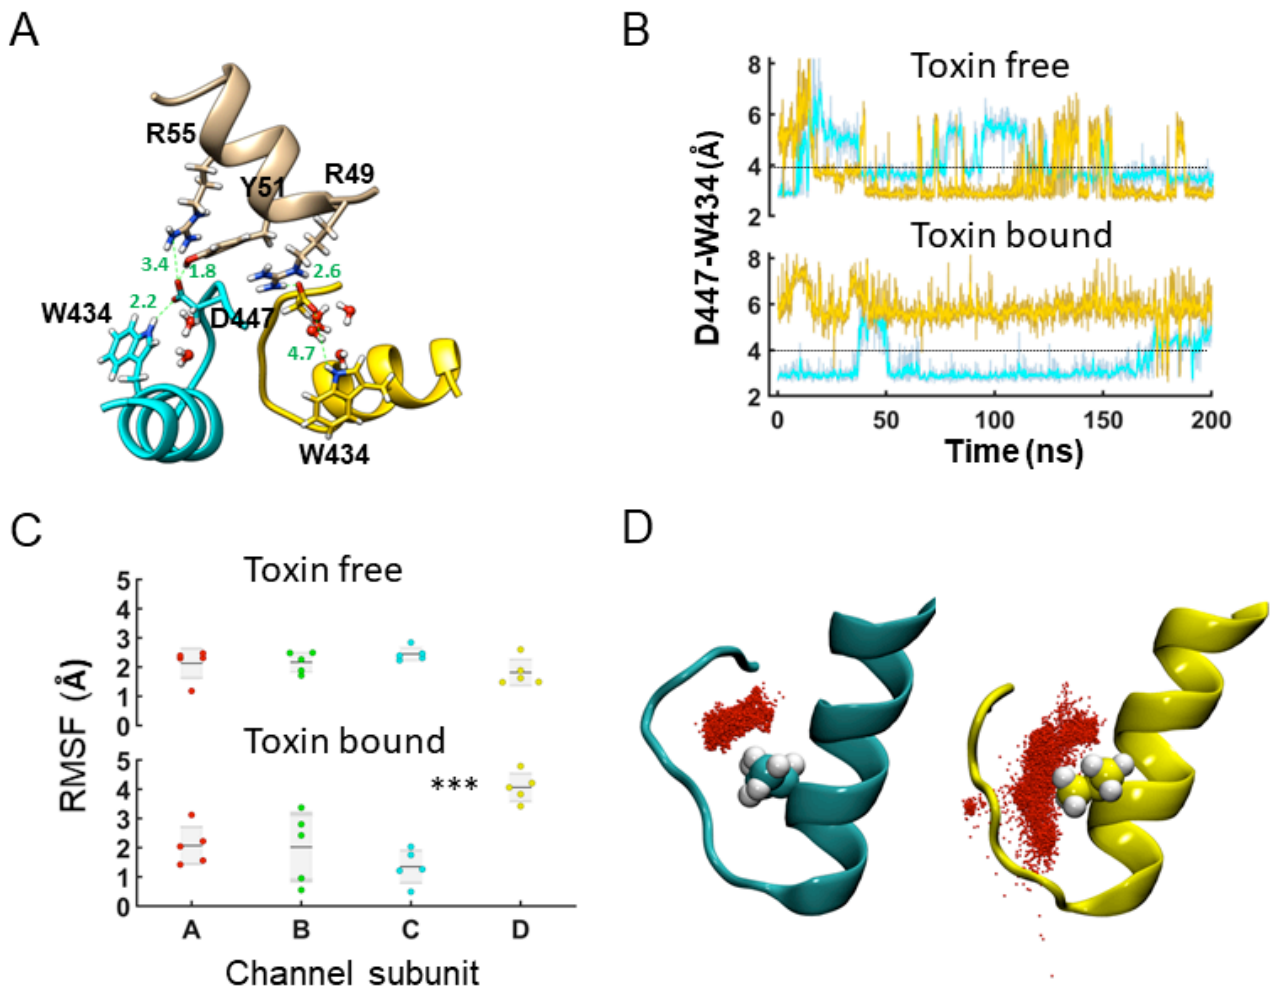 A
R55
Y51
R49
3.4
1.8
2.6
2.2
W434
D447
4.7
W434
B
Toxin free
8
6
4
2
D447-W434 (Å)
Toxin bound
8
6
4
2
0
50
100
150
200
Time (ns)
C
Toxin free
5
4
3
2
1
0
RMSF (Å)
Toxin bound
***
5
4
3
2
1
0
A
B
C
D
Channel subunit
D